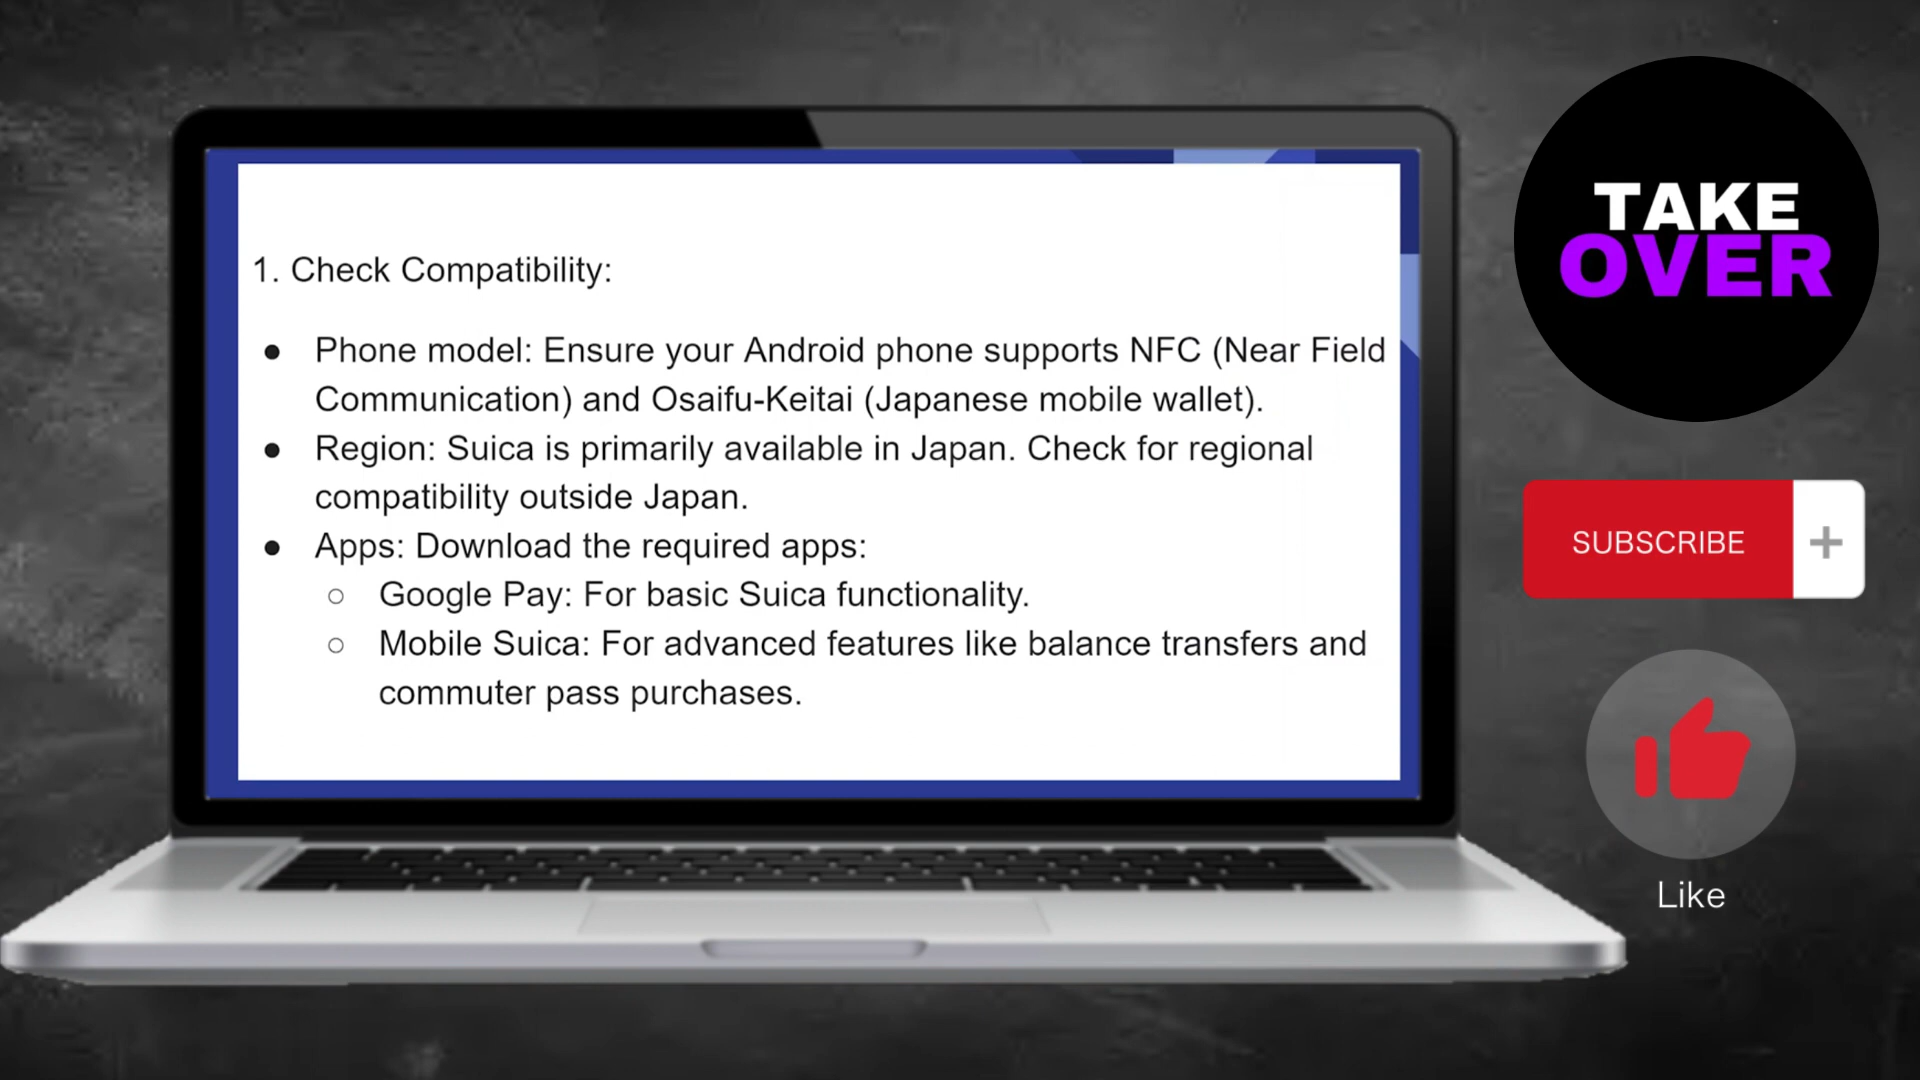 1. Check Compatibility:
● Phone model: Ensure your Android phone supports NFC (Near Field
Communication) and Osaifu-Keitai (Japanese mobile wallet).
● Region: Suica is primarily available in Japan. Check for regional
compatibility outside Japan.
● Apps: Download the required apps:
○ Google Pay: For basic Suica functionality.
○ Mobile Suica: For advanced features like balance transfers and
commuter pass purchases.
TAKE
OVER
SUBSCRIBE +
Like